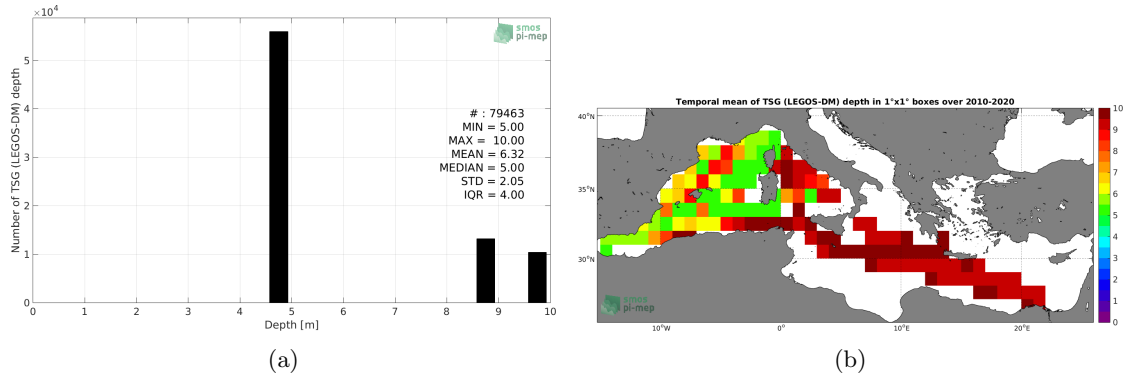 ×10⁴
smos
pi-mep
Number of TSG (LEGOS-DM) depth
5
4
3
2
1
0
# : 79463
MIN = 5.00
MAX = 10.00
MEAN = 6.32
MEDIAN = 5.00
STD = 2.05
IQR = 4.00
0 1 2 3 4 5 6 7 8 9 10
Depth [m]
(a)
Temporal mean of TSG (LEGOS-DM) depth in 1°x1° boxes over 2010-2020
40°N
35°N
30°N
10°W 0° 10°E 20°E
smos
pi-mep
10
9
8
7
6
5
4
3
2
1
0
(b)